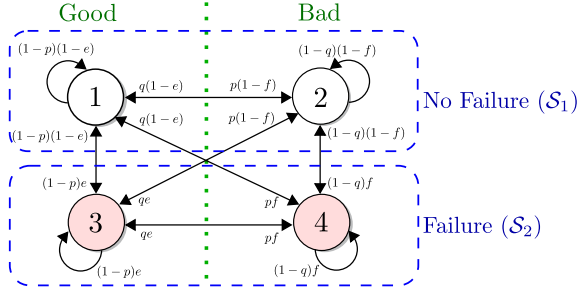 Good
Bad
(1−p)(1−e)
(1−q)(1−f)
1
q(1−e)
p(1−f)
2
No Failure (𝒮₁)
q(1−e)
p(1−f)
(1−p)(1−e)
(1−q)(1−f)
(1−p)e
(1−q)f
qe
pf
3
4
Failure (𝒮₂)
qe
pf
(1−p)e
(1−q)f